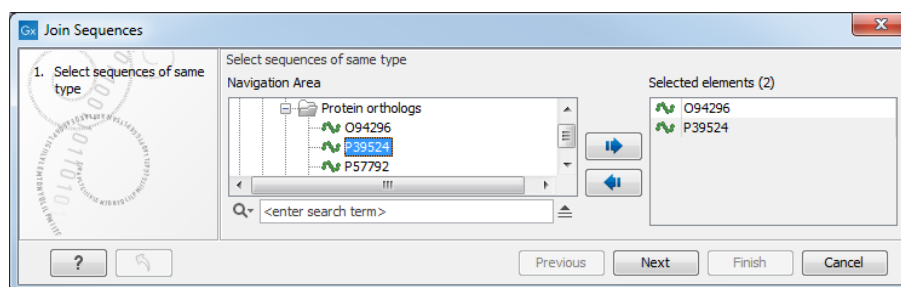 Gx Join Sequences
1. Select sequences of same
type
Select sequences of same type
Navigation Area
Protein orthologs
O94296
P39524
P57792
<enter search term>
Selected elements (2)
O94296
P39524
?
Previous
Next
Finish
Cancel